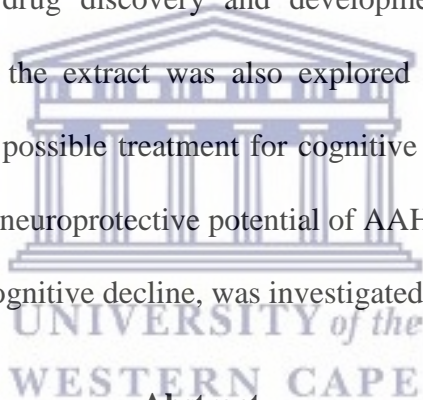 drug discovery and developme
the extract was also explored
possible treatment for cognitive
neuroprotective potential of AAH
ognitive decline, was investigated
UNIVERSITY of the
WESTERN CAPE